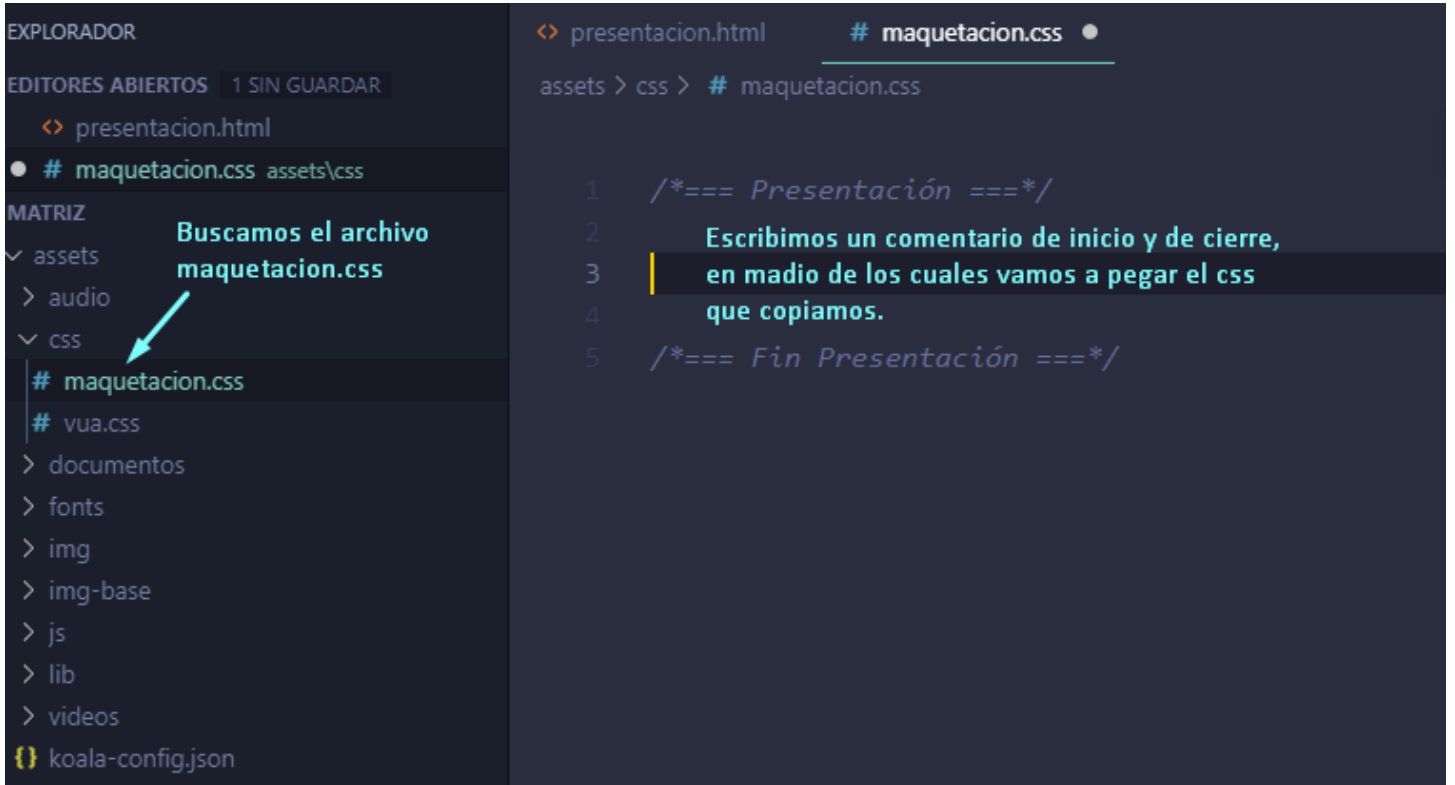 EXPLORADOR
EDITORES ABIERTOS 1 SIN GUARDAR
<> presentacion.html
# maquetacion.css assets\css
MATRIZ
Buscamos el archivo
maquetacion.css
assets
> audio
css
# maquetacion.css
# vua.css
> documentos
> fonts
> img
> img-base
> js
> lib
> videos
{} koala-config.json
<> presentacion.html # maquetacion.css
assets > css > # maquetacion.css
1 /*=== Presentación ===*/
2
Escribimos un comentario de inicio y de cierre,
3 en madio de los cuales vamos a pegar el css
4 que copiamos.
5 /*=== Fin Presentación ===*/